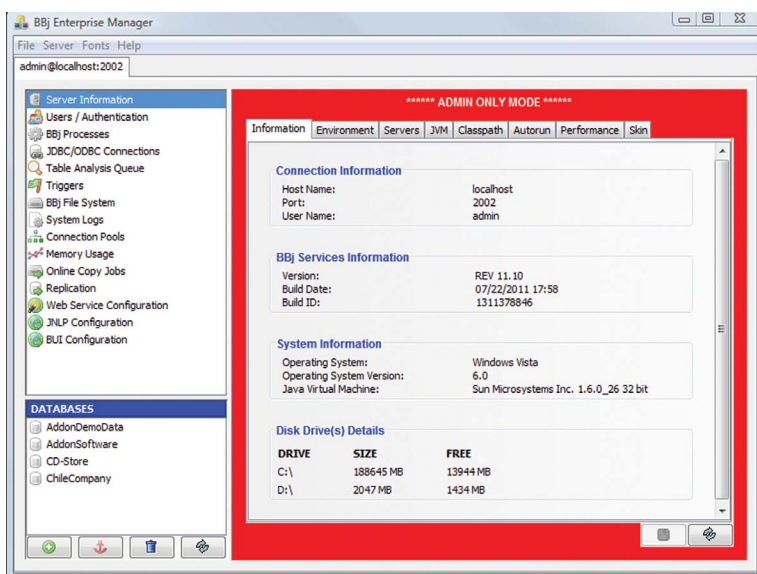 BBj Enterprise Manager
File Server Fonts Help
admin@localhost:2002
Server Information
Users / Authentication
BBj Processes
JDBC/ODBC Connections
Table Analysis Queue
Triggers
BBj File System
System Logs
Connection Pools
Memory Usage
Online Copy Jobs
Replication
Web Service Configuration
JNLP Configuration
BUI Configuration
DATABASES
AddonDemoData
AddonSoftware
CD-Store
ChileCompany
****** ADMIN ONLY MODE ******
Information Environment Servers JVM Classpath Autorun Performance Skin
Connection Information
Host Name: localhost
Port: 2002
User Name: admin
BBj Services Information
Version: REV 11.10
Build Date: 07/22/2011 17:58
Build ID: 1311378846
System Information
Operating System: Windows Vista
Operating System Version: 6.0
Java Virtual Machine: Sun Microsystems Inc. 1.6.0_26 32 bit
Disk Drive(s) Details
DRIVE SIZE FREE
C:\ 188645 MB 13944 MB
D:\ 2047 MB 1434 MB